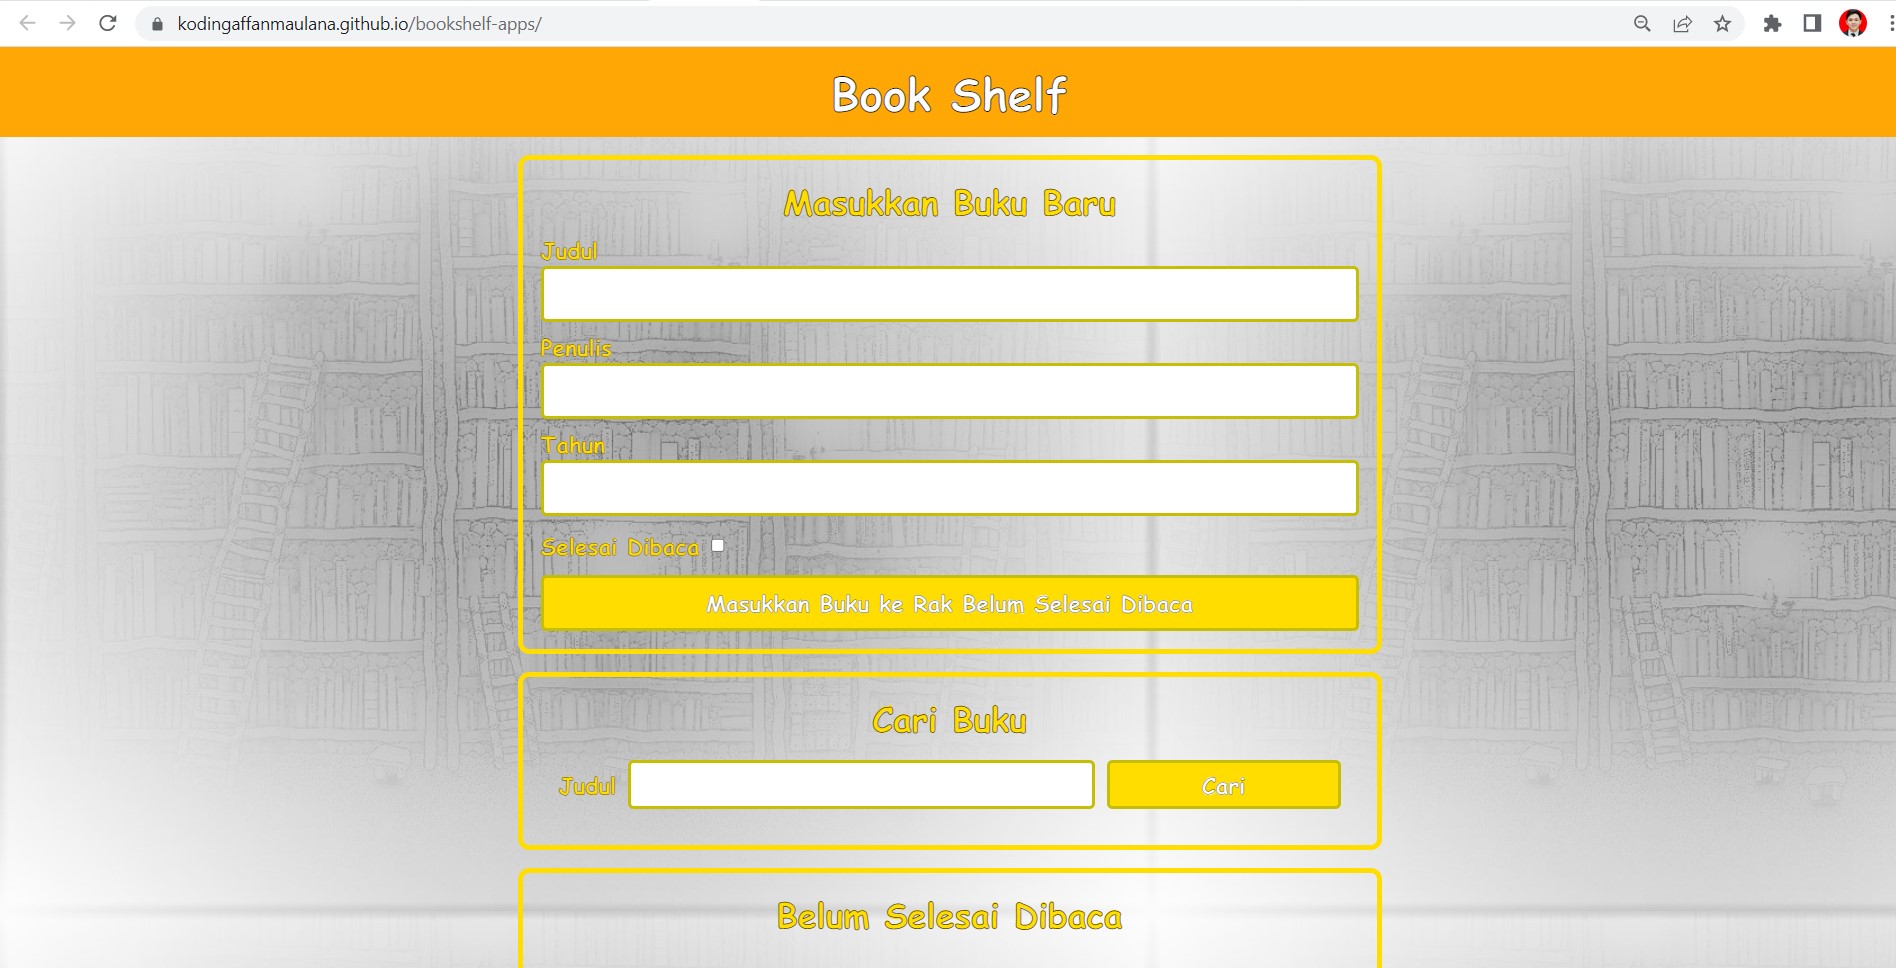 kodingaffanmaulana.github.io/bookshelf-apps/
Book Shelf
Masukkan Buku Baru
Judul
Penulis
Tahun
Selesai Dibaca
Masukkan Buku ke Rak Belum Selesai Dibaca
Cari Buku
Judul
Cari
Belum Selesai Dibaca